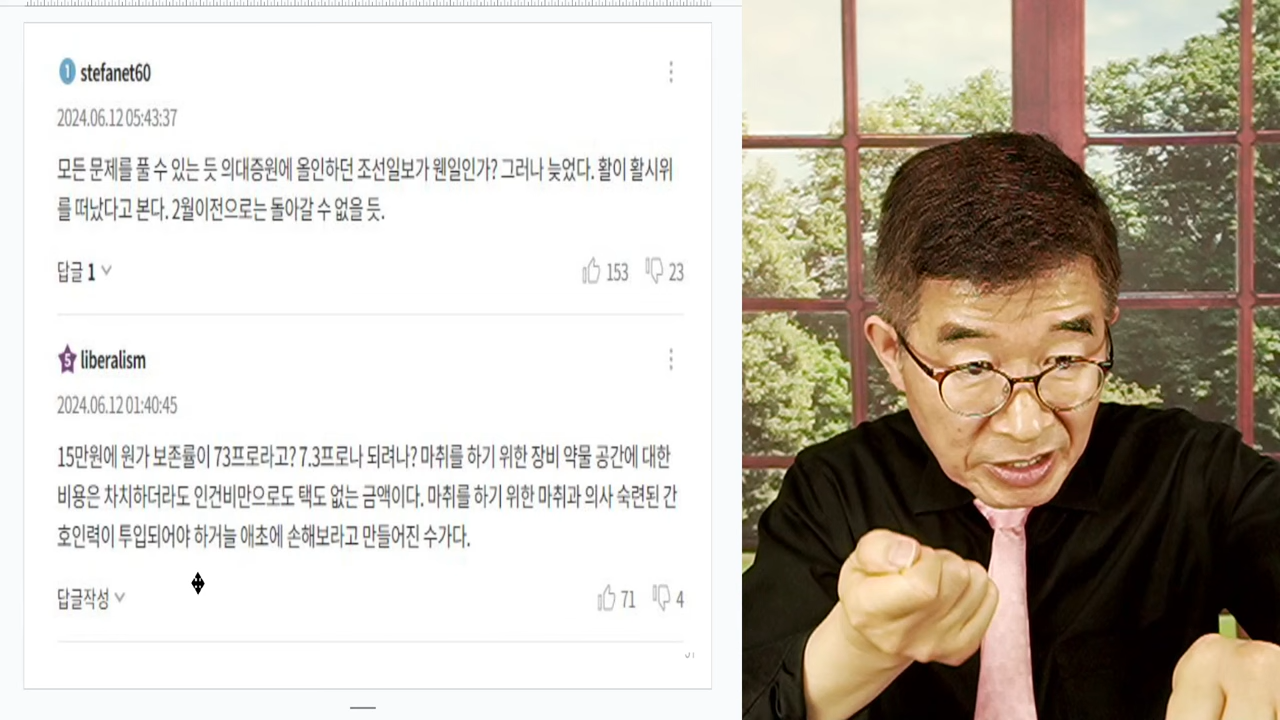 1 stefanet60
2024.06.12 05:43:37
모든 문제를 풀 수 있는 듯 의대증원에 올인하던 조선일보가 웬일인가? 그러나 늦었다. 활이 활시위
를 떠났다고 본다. 2월이전으로는 돌아갈 수 없을 듯.
답글 1
153 23
5 liberalism
2024.06.12 01:40:45
15만원에 원가 보존률이 73프로라고? 7.3프로나 되려나? 마취를 하기 위한 장비 약물 공간에 대한
비용은 차치하더라도 인건비만으로도 택도 없는 금액이다. 마취를 하기 위한 마취과 의사 숙련된 간
호인력이 투입되어야 하거늘 애초에 손해보라고 만들어진 수가다.
답글작성
71 4